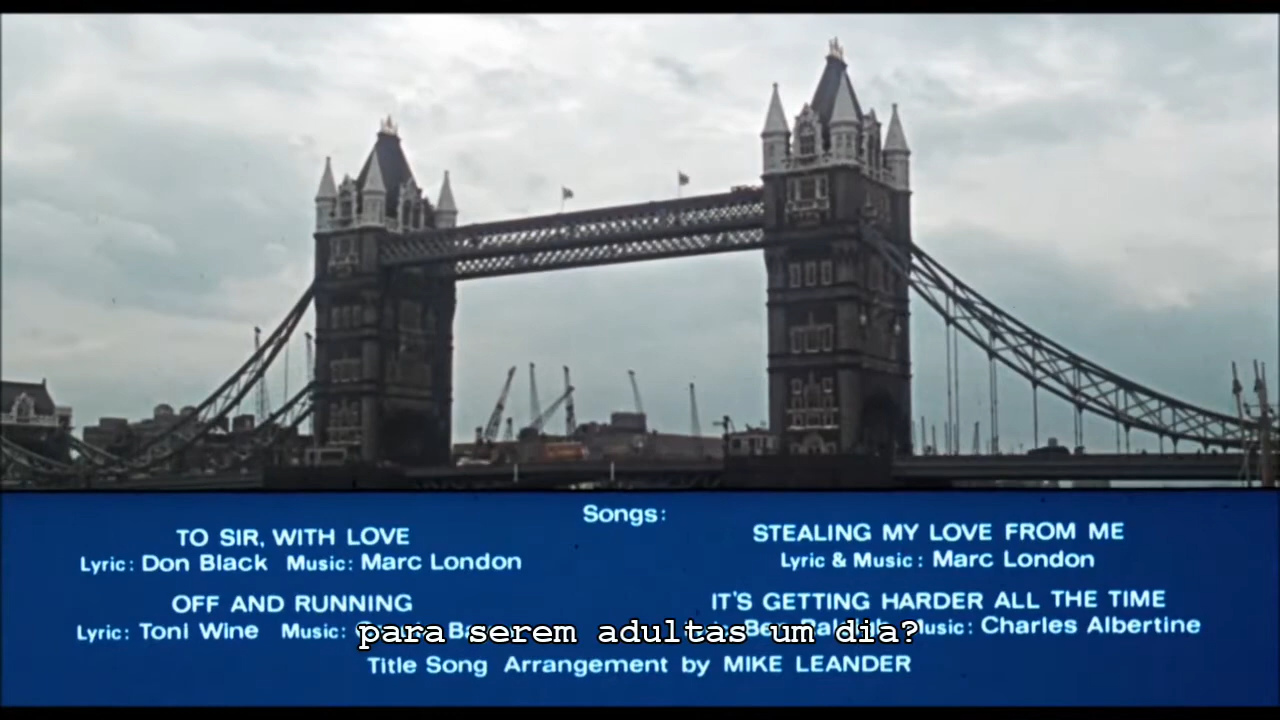 Songs:
TO SIR, WITH LOVE
Lyric: Don Black Music: Marc London
STEALING MY LOVE FROM ME
Lyric & Music: Marc London
OFF AND RUNNING
Lyric: Toni Wine Music:
IT'S GETTING HARDER ALL THE TIME
Music: Charles Albertine
para serem adultas um dia?
Title Song Arrangement by MIKE LEANDER